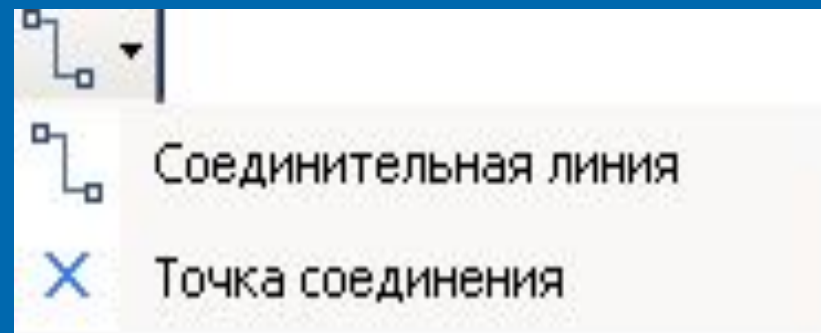 Соединительная линия
Точка соединения